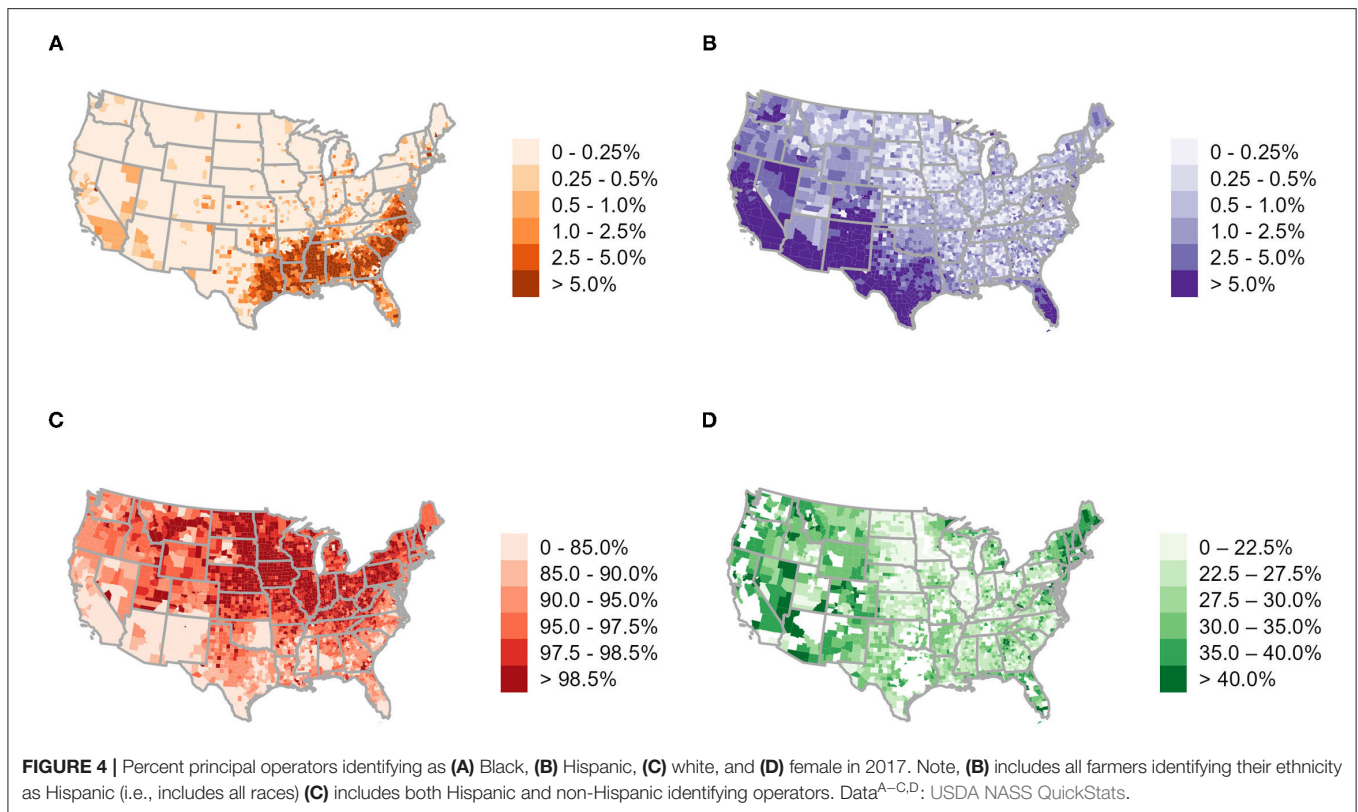 A
0 - 0.25%
0.25 - 0.5%
0.5 - 1.0%
1.0 - 2.5%
2.5 - 5.0%
> 5.0%
B
0 - 0.25%
0.25 - 0.5%
0.5 - 1.0%
1.0 - 2.5%
2.5 - 5.0%
> 5.0%
C
0 - 85.0%
85.0 - 90.0%
90.0 - 95.0%
95.0 - 97.5%
97.5 - 98.5%
> 98.5%
D
0 – 22.5%
22.5 – 27.5%
27.5 – 30.0%
30.0 – 35.0%
35.0 – 40.0%
> 40.0%
FIGURE 4 | Percent principal operators identifying as (A) Black, (B) Hispanic, (C) white, and (D) female in 2017. Note, (B) includes all farmers identifying their ethnicity
as Hispanic (i.e., includes all races) (C) includes both Hispanic and non-Hispanic identifying operators. Data^A–C,D: USDA NASS QuickStats.